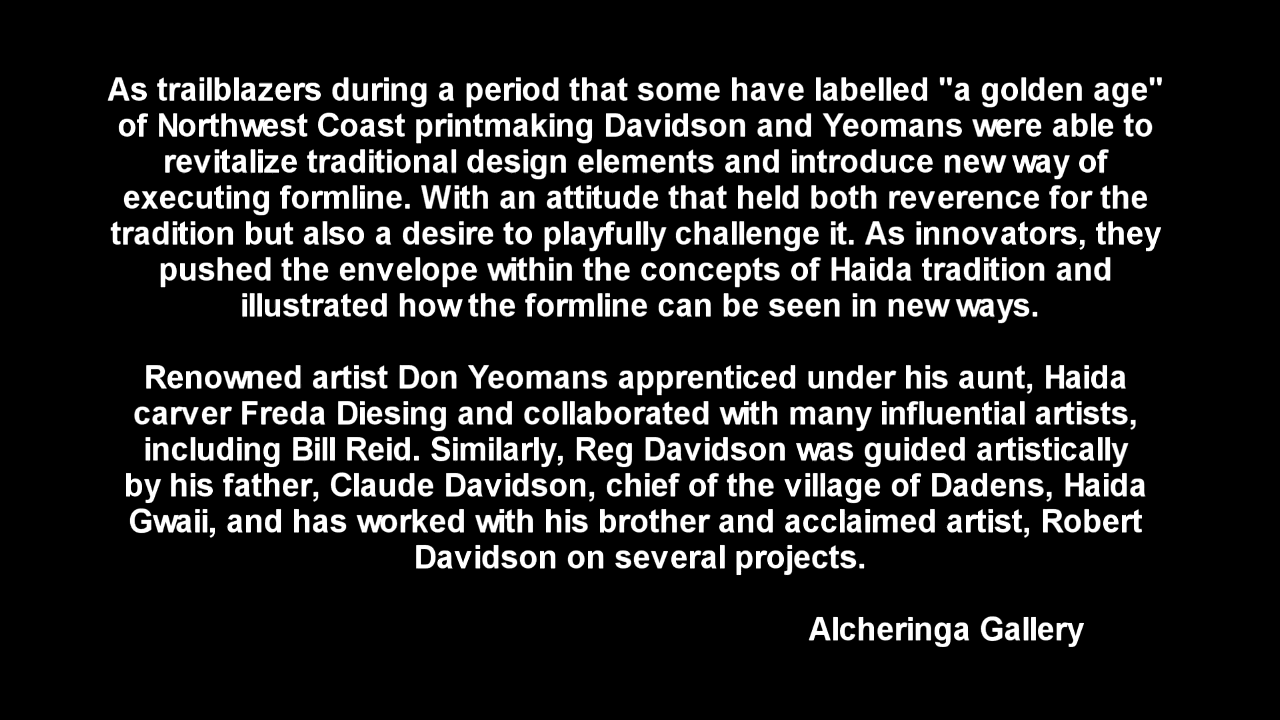 As trailblazers during a period that some have labelled "a golden age"
of Northwest Coast printmaking Davidson and Yeomans were able to
revitalize traditional design elements and introduce new way of
executing formline. With an attitude that held both reverence for the
tradition but also a desire to playfully challenge it. As innovators, they
pushed the envelope within the concepts of Haida tradition and
illustrated how the formline can be seen in new ways.
Renowned artist Don Yeomans apprenticed under his aunt, Haida
carver Freda Diesing and collaborated with many influential artists,
including Bill Reid. Similarly, Reg Davidson was guided artistically
by his father, Claude Davidson, chief of the village of Dadens, Haida
Gwaii, and has worked with his brother and acclaimed artist, Robert
Davidson on several projects.
Alcheringa Gallery